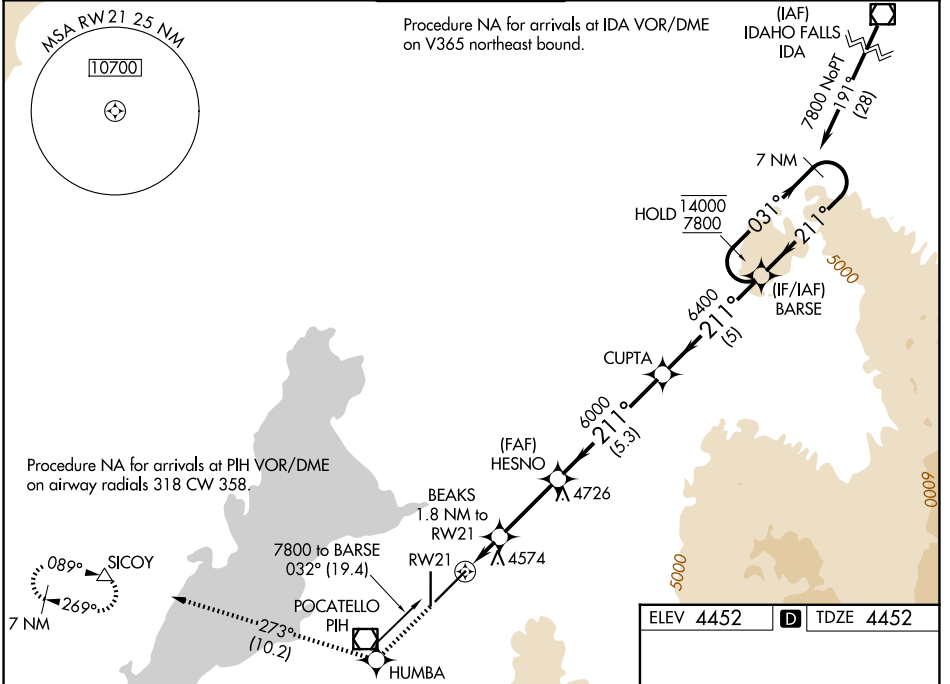 MSA RW21 25 NM
10700
Procedure NA for arrivals at IDA VOR/DME
on V365 northeast bound.
(IAF)
IDAHO FALLS
IDA
7800 NoPT
191°
(28)
7 NM
HOLD 14000
7800
031°
211°
5000
(IF/IAF)
BARSE
6400
211°
(5)
CUPTA
6000
211°
(5.3)
(FAF)
HESNO
4726
6000
Procedure NA for arrivals at PIH VOR/DME
on airway radials 318 CW 358.
BEAKS
1.8 NM to
RW21
4574
5000
089°
SICOY
269°
7 NM
7800 to BARSE
032° (19.4)
RW21
POCATELLO
PIH
273°
(10.2)
HUMBA
ELEV 4452
D
TDZE 4452